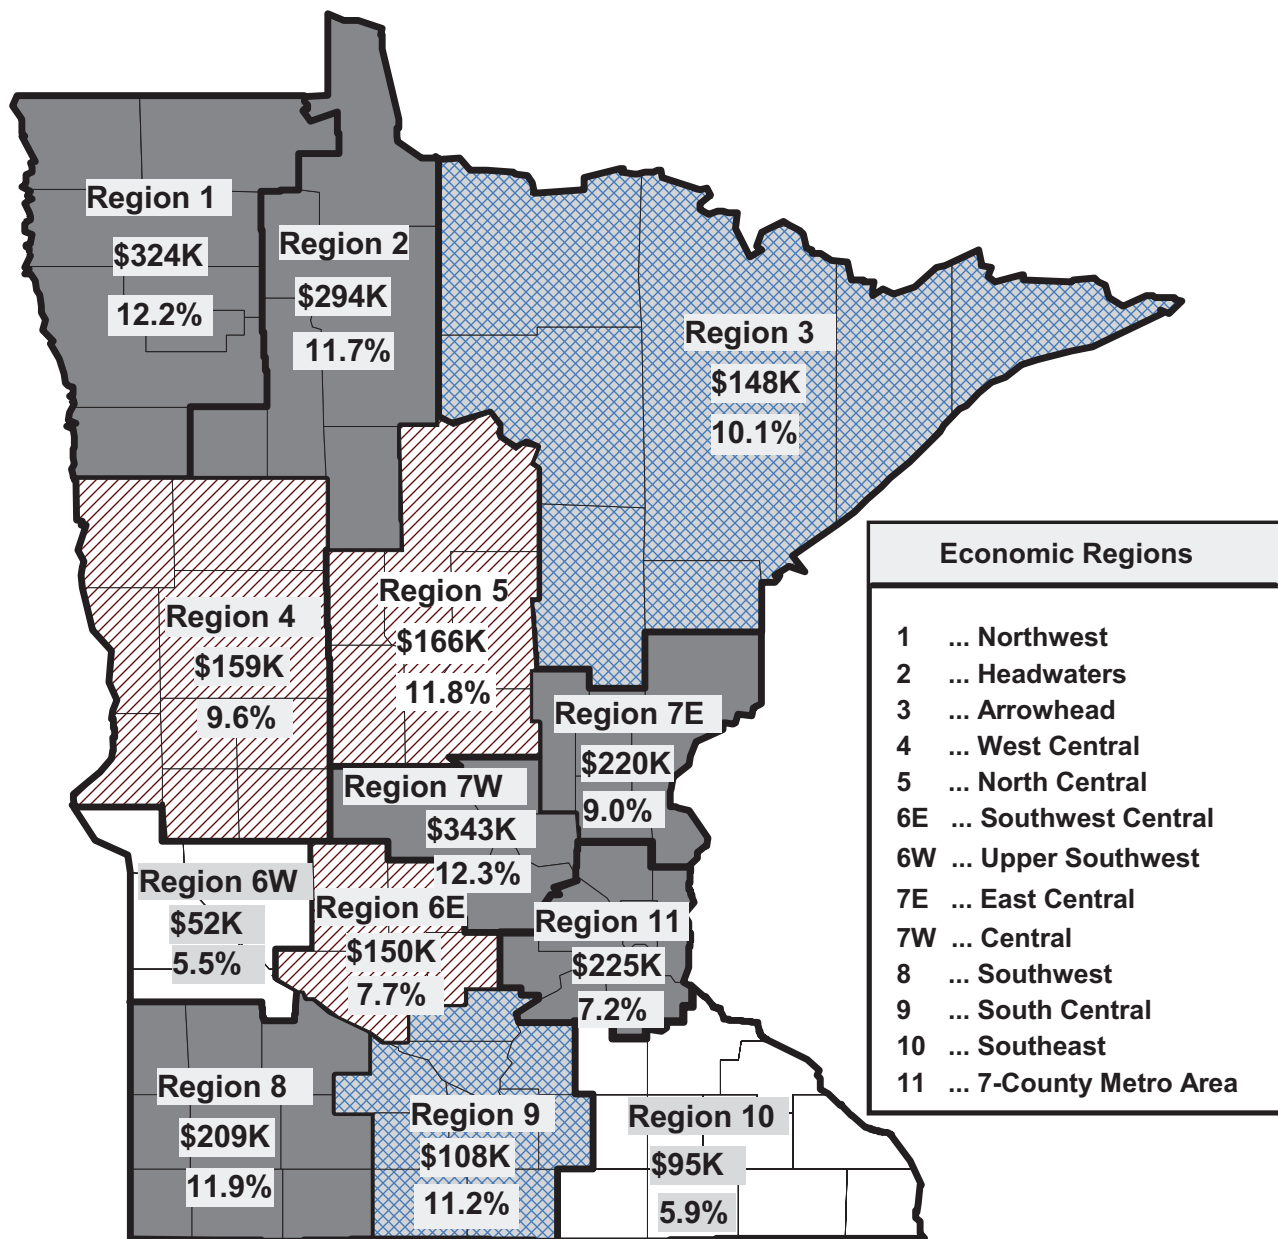 Region 1
$324K
12.2%
Region 2
$294K
11.7%
Region 3
$148K
10.1%
Region 4
$159K
9.6%
Region 5
$166K
11.8%
Region 7E
$220K
9.0%
Region 7W
$343K
12.3%
Region 6W
$52K
5.5%
Region 6E
$150K
7.7%
Region 11
$225K
7.2%
Region 8
$209K
11.9%
Region 9
$108K
11.2%
Region 10
$95K
5.9%
Economic Regions
1 ... Northwest
2 ... Headwaters
3 ... Arrowhead
4 ... West Central
5 ... North Central
6E ... Southwest Central
6W ... Upper Southwest
7E ... East Central
7W ... Central
8 ... Southwest
9 ... South Central
10 ... Southeast
11 ... 7-County Metro Area